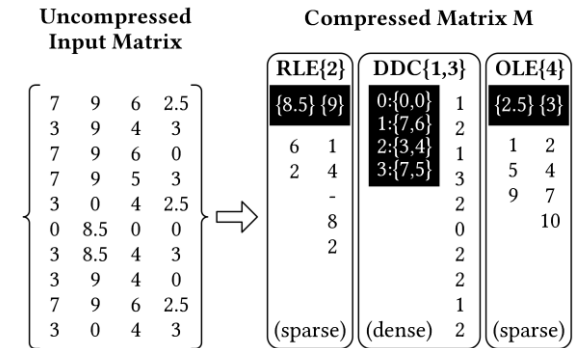 Uncompressed
Input Matrix
7 9 6 2.5
3 9 4 3
7 9 6 0
7 9 5 3
3 0 4 2.5
0 8.5 0 0
3 8.5 4 3
3 9 4 0
7 9 6 2.5
3 0 4 3
Compressed Matrix M
RLE{2}
{8.5} {9}
6 1
2 4
-
8
2
(sparse)
DDC{1,3}
0:{0,0}
1:{7,6}
2:{3,4}
3:{7,5}
1
2
1
3
2
0
2
2
1
2
(dense)
OLE{4}
{2.5} {3}
1 2
5 4
9 7
10
(sparse)